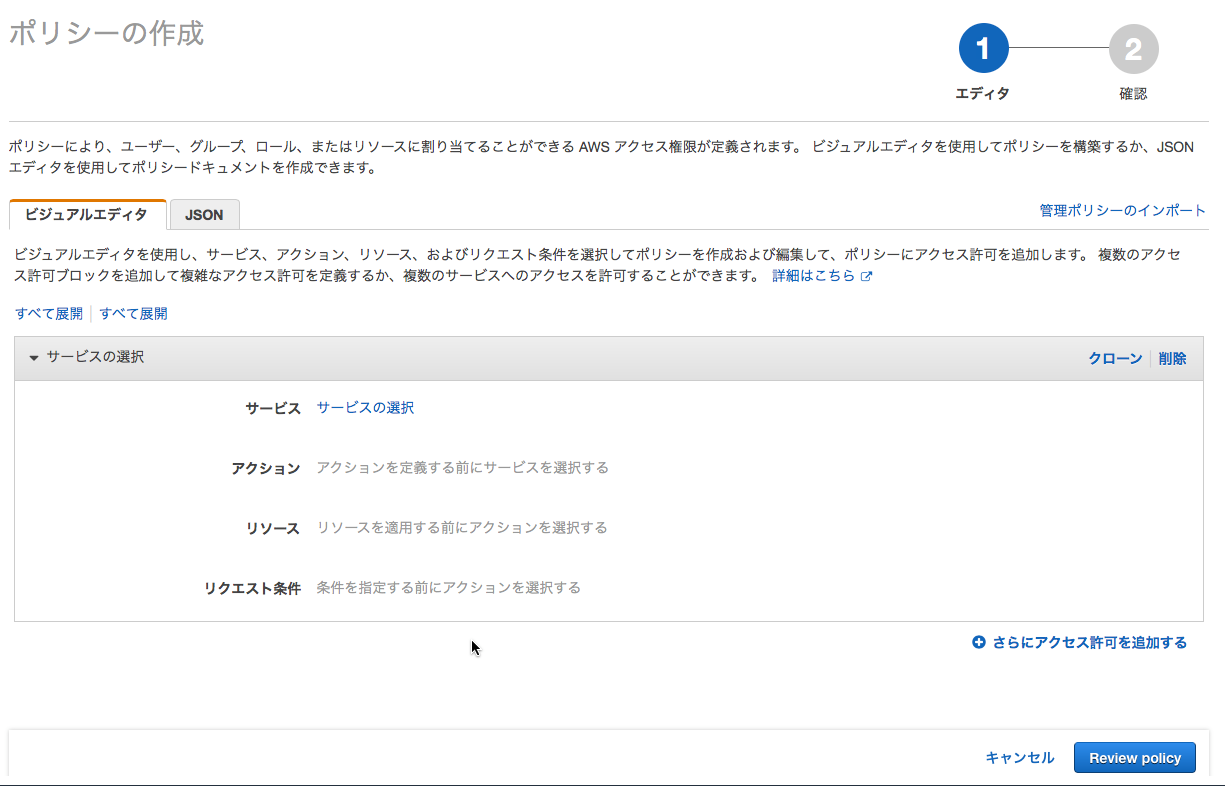 ポリシーの作成
1
2
エディタ
確認
ポリシーにより、ユーザー、グループ、ロール、またはリソースに割り当てることができる AWS アクセス権限が定義されます。 ビジュアルエディタを使用してポリシーを構築するか、JSON
エディタを使用してポリシードキュメントを作成できます。
ビジュアルエディタ
JSON
管理ポリシーのインポート
ビジュアルエディタを使用し、サービス、アクション、リソース、およびリクエスト条件を選択してポリシーを作成および編集して、ポリシーにアクセス許可を追加します。 複数のアクセ
ス許可ブロックを追加して複雑なアクセス許可を定義するか、複数のサービスへのアクセスを許可することができます。 詳細はこちら
すべて展開 | すべて展開
サービスの選択
クローン | 削除
サービス サービスの選択
アクション アクションを定義する前にサービスを選択する
リソース リソースを適用する前にアクションを選択する
リクエスト条件 条件を指定する前にアクションを選択する
さらにアクセス許可を追加する
キャンセル
Review policy